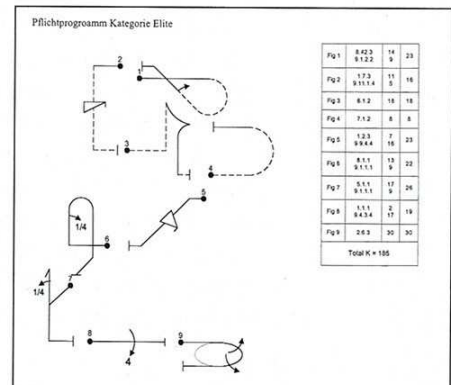 Pflichtprogroamm Kategorie Elite
2
1
3
4
5
1/4
6
7
1/4
8
9
4
Fig 1 8.42.3 14 23
9.1.2.2 9
Fig 2 1.7.3 11 16
9.11.1.4 5
Fig 3 8.1.2 18 18
Fig 4 7.1.2 8 8
Fig 5 1.2.3 7 23
9.9.4.4 16
Fig 6 8.1.1 13 22
9.1.1.1 9
Fig 7 5.1.1 17 26
9.1.1.1 9
Fig 8 1.1.1 2 19
9.4.3.4 17
Fig 9 2.6.3 30 30
Total K = 185